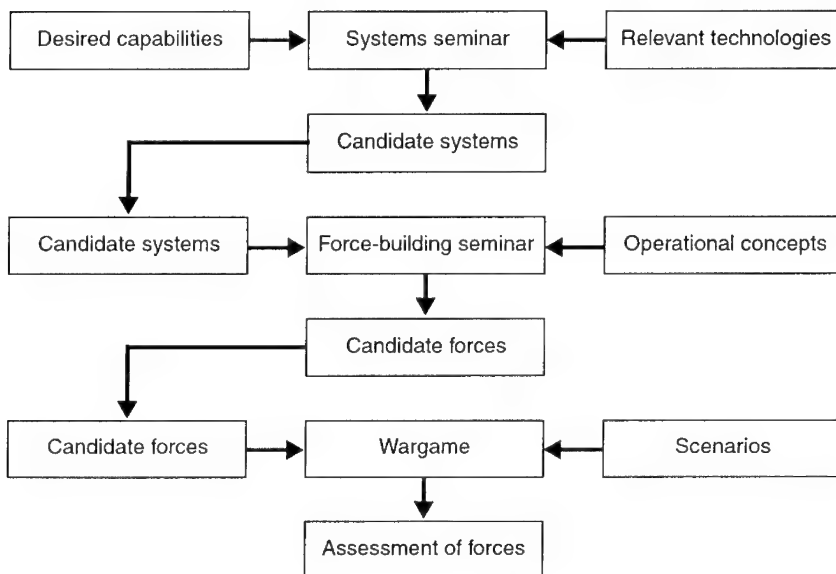 Desired capabilities
Systems seminar
Relevant technologies
Candidate systems
Candidate systems
Force-building seminar
Operational concepts
Candidate forces
Candidate forces
Wargame
Scenarios
Assessment of forces